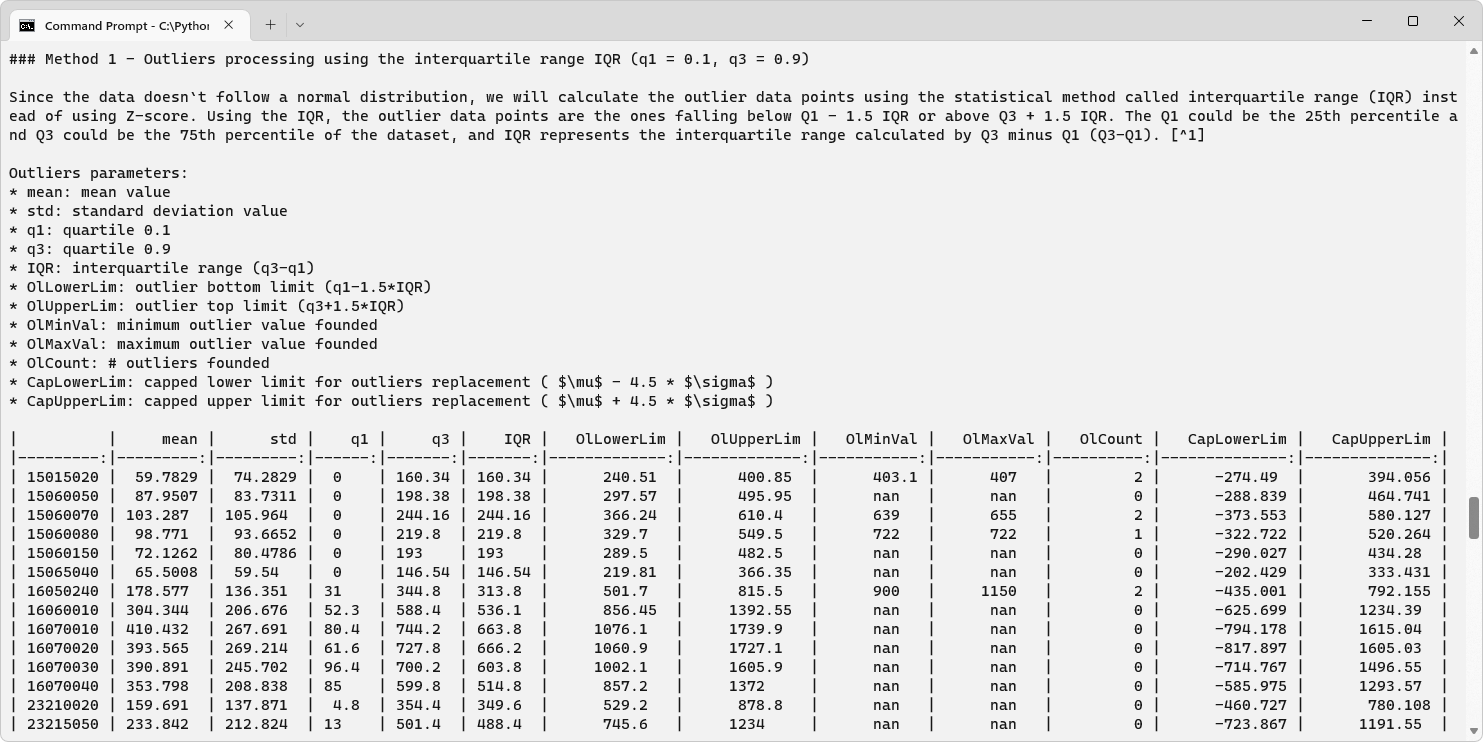 Command Prompt - C:\Python
### Method 1 - Outliers processing using the interquartile range IQR (q1 = 0.1, q3 = 0.9)
Since the data doesn`t follow a normal distribution, we will calculate the outlier data points using the statistical method called interquartile range (IQR) inst
ead of using Z-score. Using the IQR, the outlier data points are the ones falling below Q1 - 1.5 IQR or above Q3 + 1.5 IQR. The Q1 could be the 25th percentile a
nd Q3 could be the 75th percentile of the dataset, and IQR represents the interquartile range calculated by Q3 minus Q1 (Q3-Q1). [^1]
Outliers parameters:
* mean: mean value
* std: standard deviation value
* q1: quartile 0.1
* q3: quartile 0.9
* IQR: interquartile range (q3-q1)
* OlLowerLim: outlier bottom limit (q1-1.5*IQR)
* OlUpperLim: outlier top limit (q3+1.5*IQR)
* OlMinVal: minimum outlier value founded
* OlMaxVal: maximum outlier value founded
* OlCount: # outliers founded
* CapLowerLim: capped lower limit for outliers replacement ( $\mu$ - 4.5 * $\sigma$ )
* CapUpperLim: capped upper limit for outliers replacement ( $\mu$ + 4.5 * $\sigma$ )
|          |     mean |      std |    q1 |     q3 |    IQR |   OlLowerLim |   OlUpperLim |   OlMinVal |   OlMaxVal |   OlCount |   CapLowerLim |   CapUpperLim |
|---------:|---------:|---------:|------:|-------:|-------:|-------------:|-------------:|-----------:|-----------:|----------:|--------------:|--------------:|
| 15015020 |  59.7829 |  74.2829 |  0    | 160.34 | 160.34 |      240.51  |      400.85  |      403.1 |      407   |         2 |      -274.49  |       394.056 |
| 15060050 |  87.9507 |  83.7311 |  0    | 198.38 | 198.38 |      297.57  |      495.95  |      nan   |      nan   |         0 |      -288.839 |       464.741 |
| 15060070 | 103.287  | 105.964  |  0    | 244.16 | 244.16 |      366.24  |      610.4   |      639   |      655   |         2 |      -373.553 |       580.127 |
| 15060080 |  98.771  |  93.6652 |  0    | 219.8  | 219.8  |      329.7   |      549.5   |      722   |      722   |         1 |      -322.722 |       520.264 |
| 15060150 |  72.1262 |  80.4786 |  0    | 193    | 193    |      289.5   |      482.5   |      nan   |      nan   |         0 |      -290.027 |       434.28  |
| 15065040 |  65.5008 |  59.54   |  0    | 146.54 | 146.54 |      219.81  |      366.35  |      nan   |      nan   |         0 |      -202.429 |       333.431 |
| 16050240 | 178.577  | 136.351  | 31    | 344.8  | 313.8  |      501.7   |      815.5   |      900   |     1150   |         2 |      -435.001 |       792.155 |
| 16060010 | 304.344  | 206.676  | 52.3  | 588.4  | 536.1  |      856.45  |     1392.55  |      nan   |      nan   |         0 |      -625.699 |      1234.39  |
| 16070010 | 410.432  | 267.691  | 80.4  | 744.2  | 663.8  |     1076.1   |     1739.9   |      nan   |      nan   |         0 |      -794.178 |      1615.04  |
| 16070020 | 393.565  | 269.214  | 61.6  | 727.8  | 666.2  |     1060.9   |     1727.1   |      nan   |      nan   |         0 |      -817.897 |      1605.03  |
| 16070030 | 390.891  | 245.702  | 96.4  | 700.2  | 603.8  |     1002.1   |     1605.9   |      nan   |      nan   |         0 |      -714.767 |      1496.55  |
| 16070040 | 353.798  | 208.838  | 85    | 599.8  | 514.8  |      857.2   |     1372     |      nan   |      nan   |         0 |      -585.975 |      1293.57  |
| 23210020 | 159.691  | 137.871  |  4.8  | 354.4  | 349.6  |      529.2   |      878.8   |      nan   |      nan   |         0 |      -460.727 |       780.108 |
| 23215050 | 233.842  | 212.824  | 13    | 501.4  | 488.4  |      745.6   |     1234     |      nan   |      nan   |         0 |      -723.867 |      1191.55  |